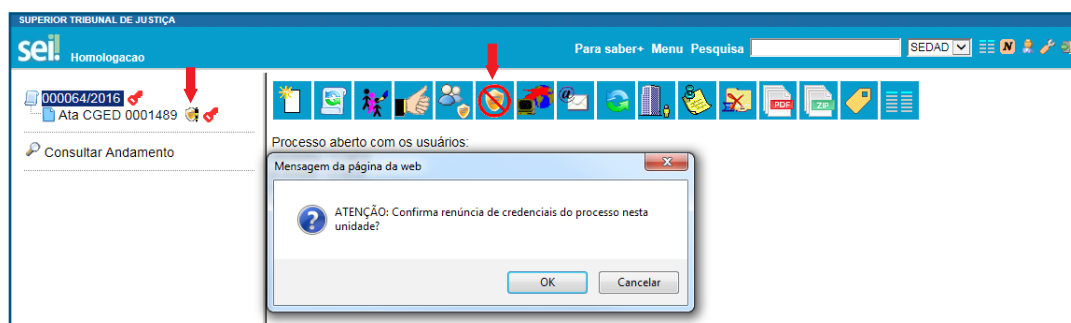 SUPERIOR TRIBUNAL DE JUSTIÇA
sei! Homologacao
Para saber+ Menu Pesquisa SEDAD N
000064/2016
Ata CGED 0001489
Consultar Andamento
PDF ZIP
Processo aberto com os usuários:
Mensagem da página da web
ATENÇÃO: Confirma renúncia de credenciais do processo nesta
unidade?
OK Cancelar